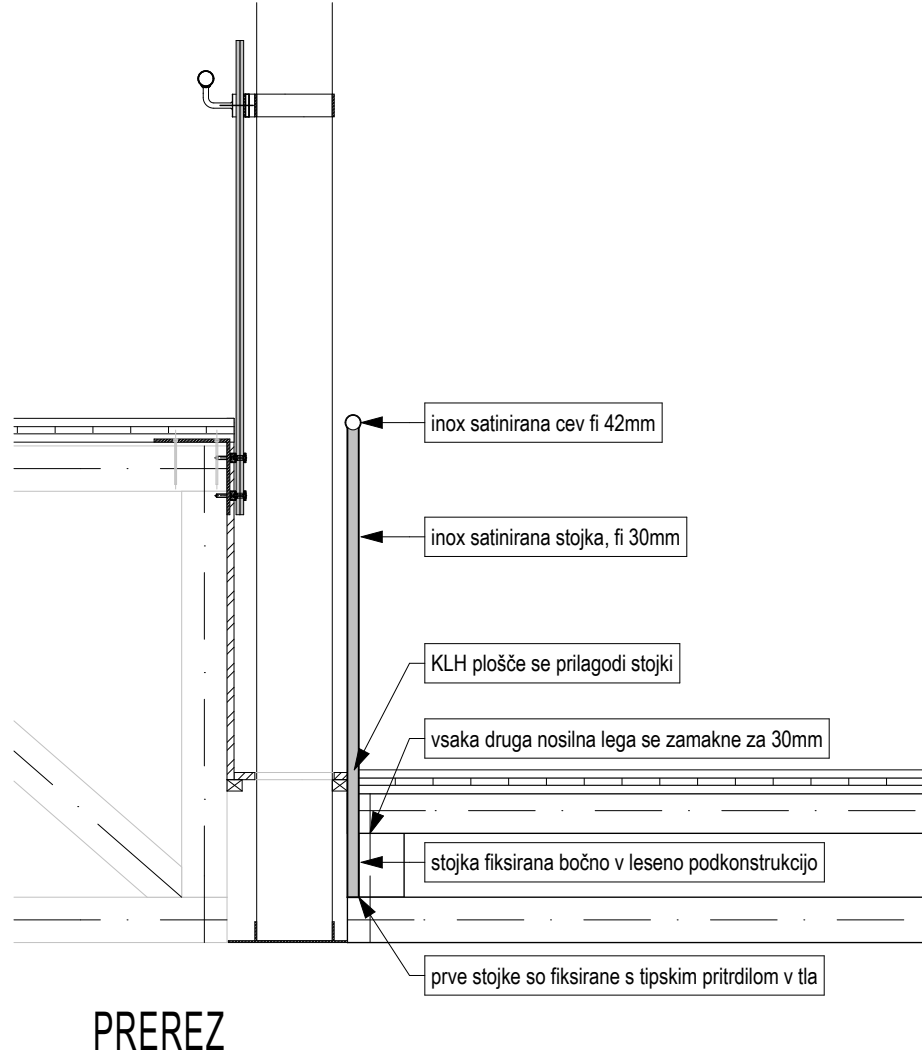 inox satinirana cev fi 42mm
inox satinirana stojka, fi 30mm
KLH plošče se prilagodi stojki
vsaka druga nosilna lega se zamakne za 30mm
stojka fiksirana bočno v leseno podkonstrukcijo
prve stojke so fiksirane s tipskim pritrdilom v tla
PREREZ